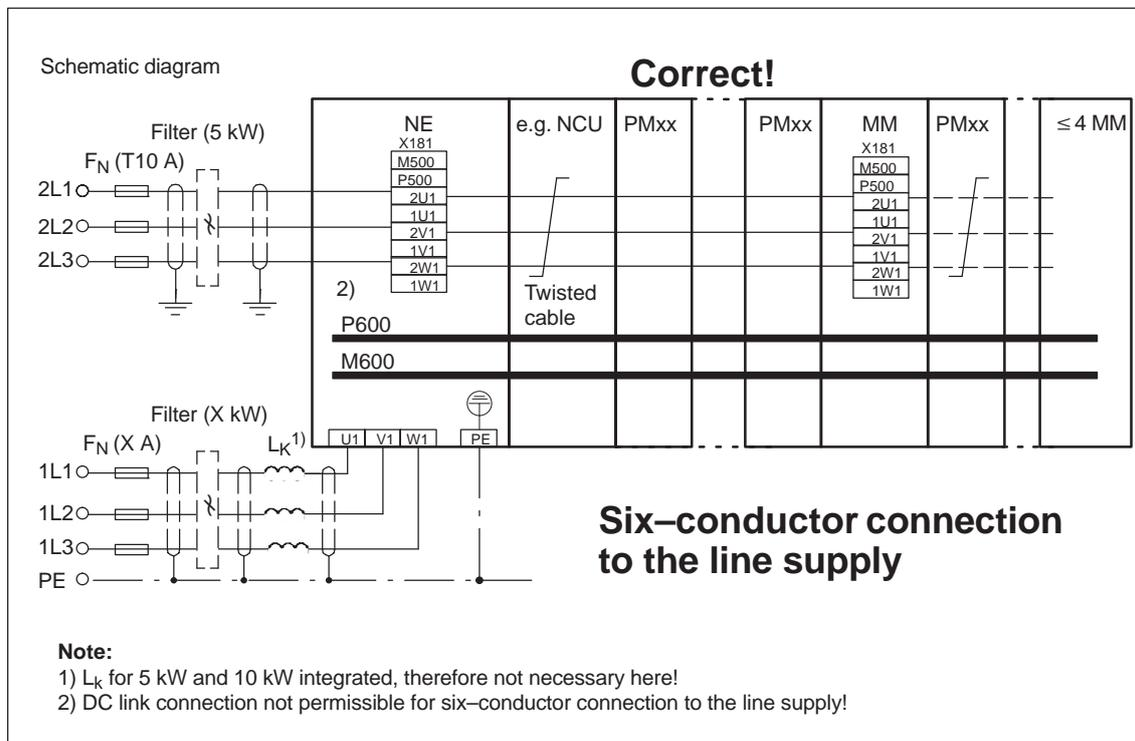 Schematic diagram
Correct!
Filter (5 kW)
F_N (T10 A)
2L1
2L2
2L3
NE
X181
M500
P500
2U1
1U1
2V1
1V1
2W1
1W1
2)
e.g. NCU
PMxx
PMxx
MM
X181
M500
P500
2U1
1U1
2V1
1V1
2W1
1W1
PMxx
≤ 4 MM
Twisted
cable
P600
M600
Filter (X kW)
F_N (X A)
L_K 1)
U1 V1 W1 PE
1L1
1L2
1L3
PE
Six–conductor connection
to the line supply
Note:
1) L_k for 5 kW and 10 kW integrated, therefore not necessary here!
2) DC link connection not permissible for six–conductor connection to the line supply!